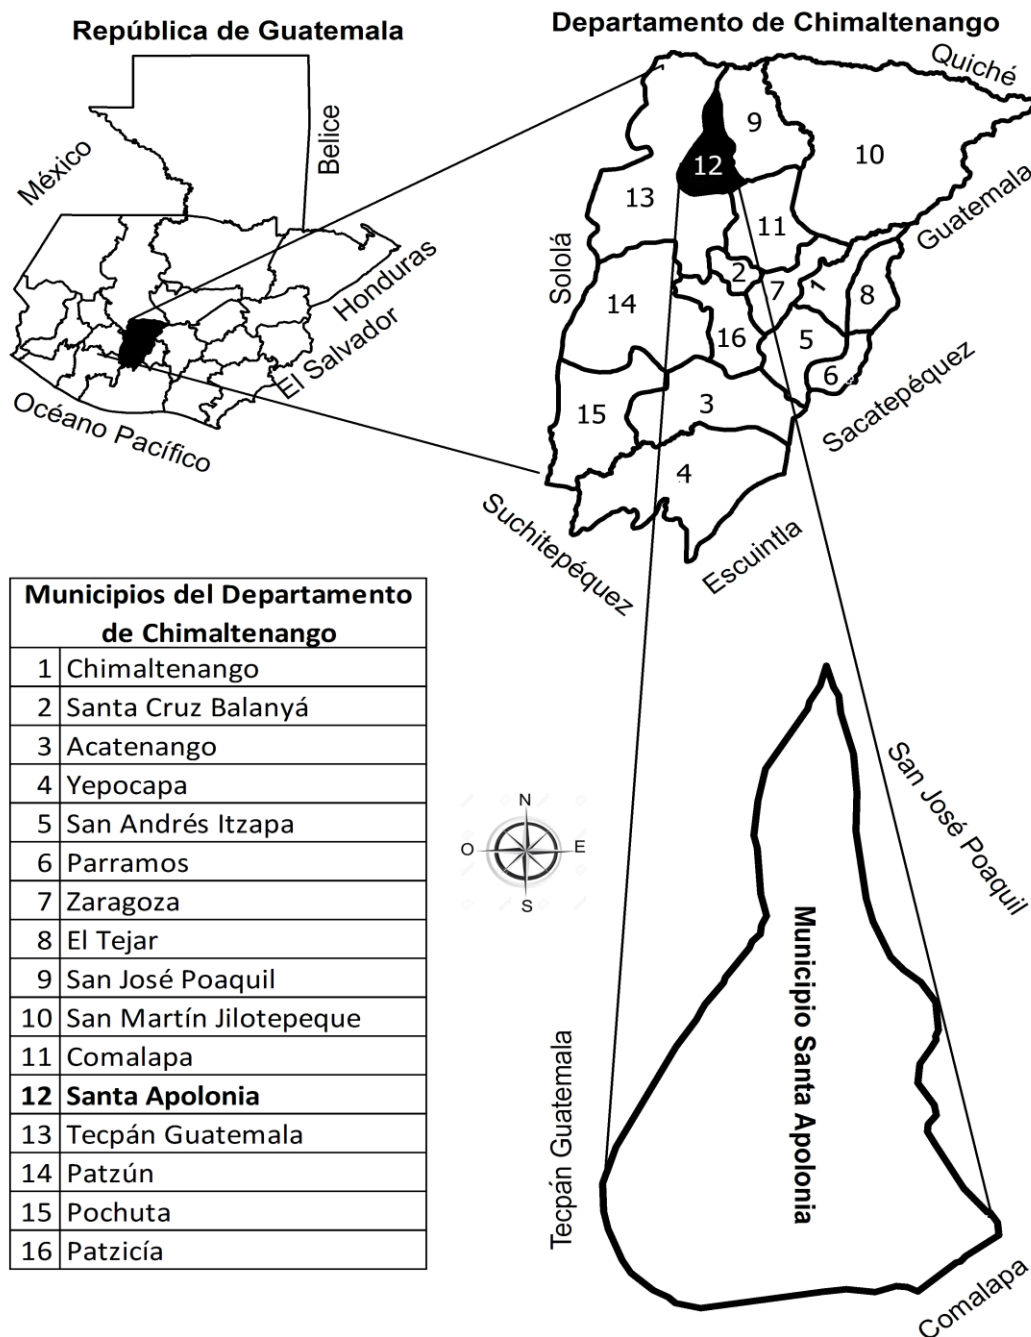 República de Guatemala
Departamento de Chimaltenango
México
Belice
Honduras
El Salvador
Océano Pacífico
Quiché
Guatemala
Sololá
Sacatepéquez
Suchitepéquez
Escuintla
9
10
12
13
11
2
7
1
8
14
16
5
6
15
3
4
Municipios del Departamento
de Chimaltenango
1 Chimaltenango
2 Santa Cruz Balanyá
3 Acatenango
4 Yepocapa
5 San Andrés Itzapa
6 Parramos
7 Zaragoza
8 El Tejar
9 San José Poaquil
10 San Martín Jilotepeque
11 Comalapa
12 Santa Apolonia
13 Tecpán Guatemala
14 Patzún
15 Pochuta
16 Patzicía
N
O
E
S
San José Poaquil
Municipio Santa Apolonia
Tecpán Guatemala
Comalapa